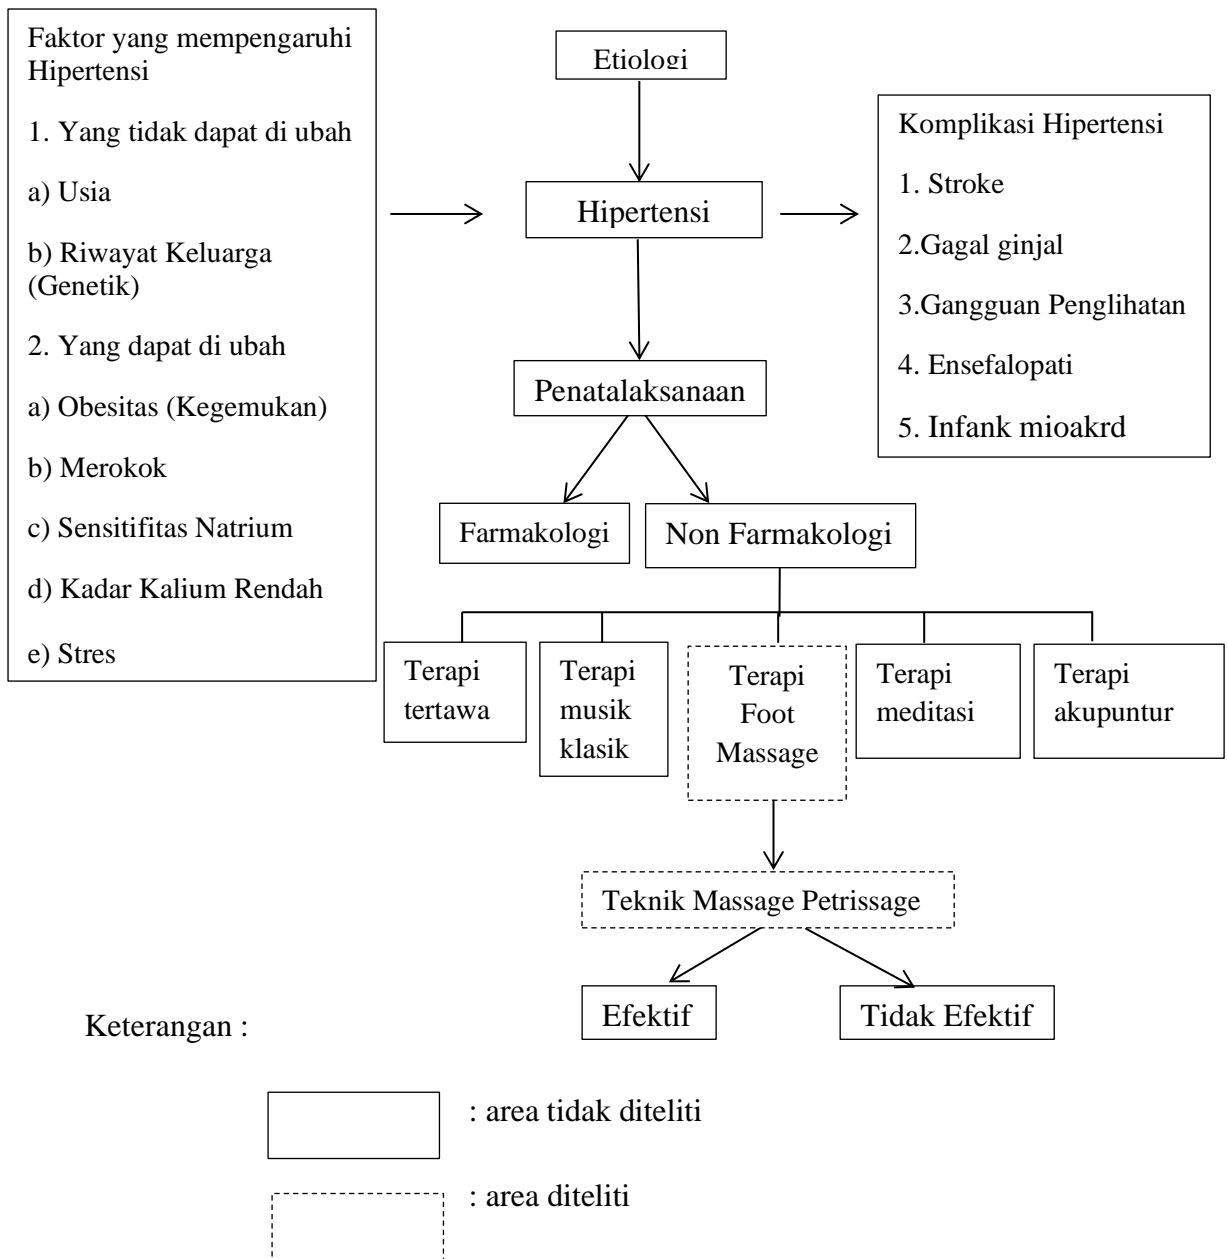 Faktor yang mempengaruhi
Hipertensi
1. Yang tidak dapat di ubah
a) Usia
b) Riwayat Keluarga
(Genetik)
2. Yang dapat di ubah
a) Obesitas (Kegemukan)
b) Merokok
c) Sensitifitas Natrium
d) Kadar Kalium Rendah
e) Stres
Etiologi
Hipertensi
Komplikasi Hipertensi
1. Stroke
2.Gagal ginjal
3.Gangguan Penglihatan
4. Ensefalopati
5. Infank mioakrd
Penatalaksanaan
Farmakologi
Non Farmakologi
Terapi
tertawa
Terapi
musik
klasik
Terapi
Foot
Massage
Terapi
meditasi
Terapi
akupuntur
Teknik Massage Petrissage
Efektif
Tidak Efektif
Keterangan :
: area tidak diteliti
: area diteliti